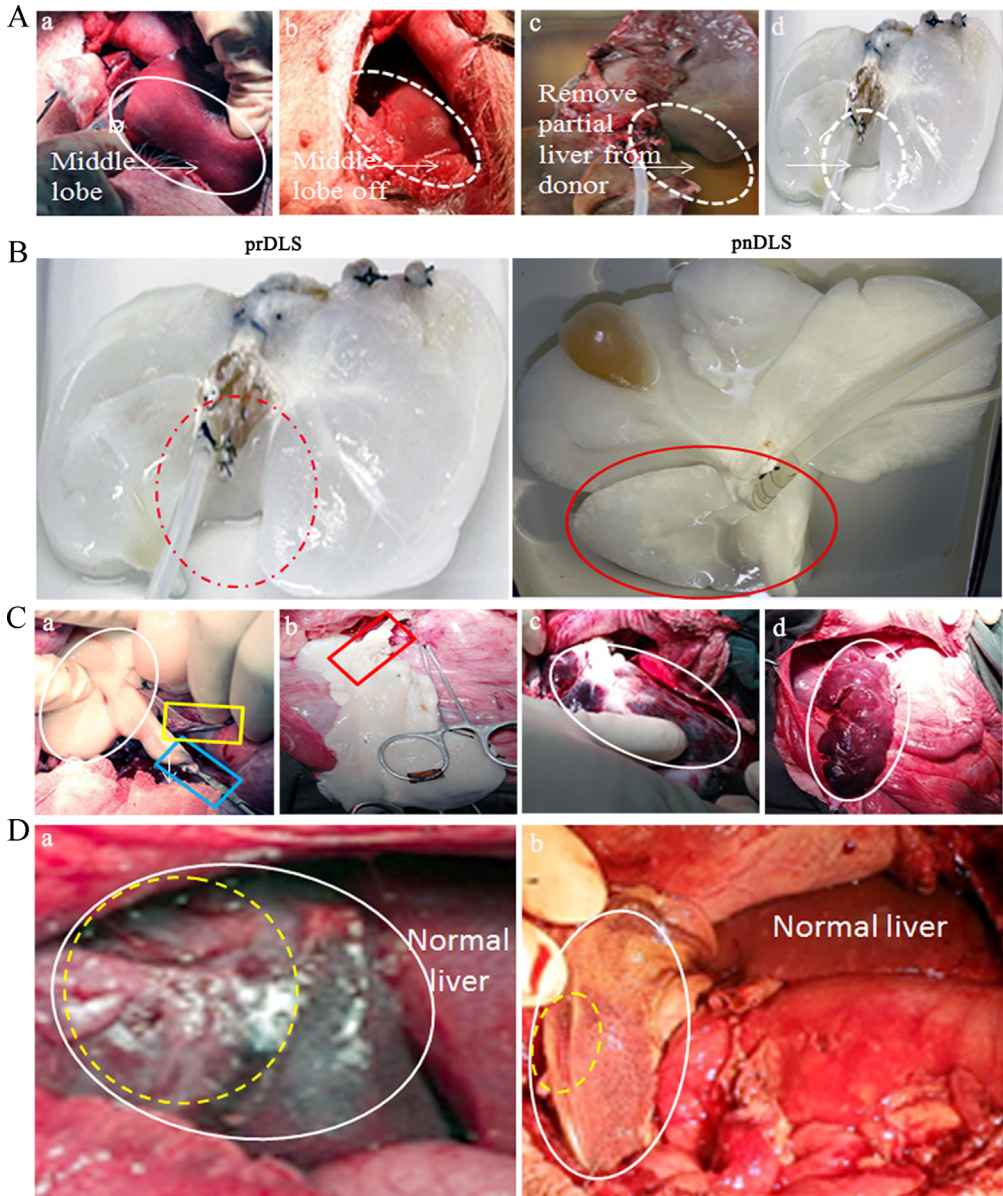 A
a
b
c
d
Middle
lobe
Middle
lobe off
Remove
partial
liver from
donor
prDLS
pnDLS
B
C
a
b
c
d
D
a
b
Normal
liver
Normal liver